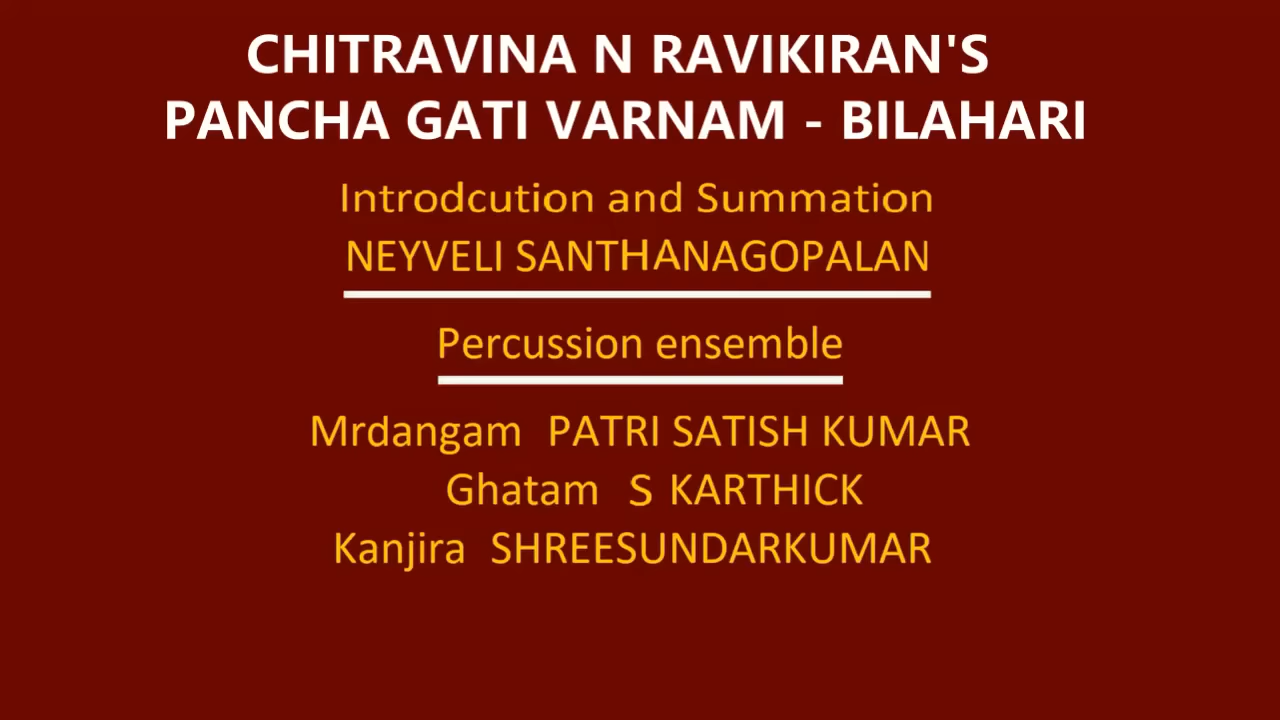 CHITRAVINA N RAVIKIRAN'S
PANCHA GATI VARNAM - BILAHARI
Introdcution and Summation
NEYVELI SANTHANAGOPALAN
Percussion ensemble
Mrdangam PATRI SATISH KUMAR
Ghatam S KARTHICK
Kanjira SHREESUNDARKUMAR